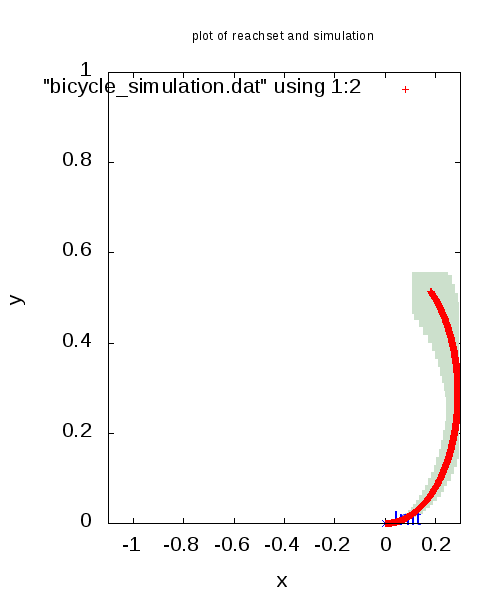 plot of reachset and simulation
1
"bicycle_simulation.dat" using 1:2
0.8
0.6
y
0.4
0.2
0
Init
-1 -0.8 -0.6 -0.4 -0.2 0 0.2
x